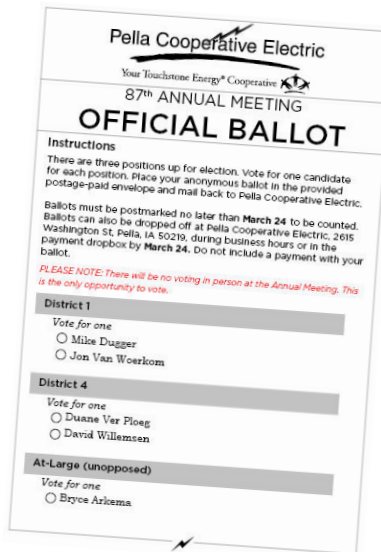 Pella Cooperative Electric
Your Touchstone Energy® Cooperative
87th ANNUAL MEETING
OFFICIAL BALLOT
Instructions
There are three positions up for election. Vote for one candidate
for each position. Place your anonymous ballot in the provided
postage-paid envelope and mail back to Pella Cooperative Electric.
Ballots must be postmarked no later than March 24 to be counted.
Ballots can also be dropped off at Pella Cooperative Electric, 2615
Washington St, Pella, IA 50219, during business hours or in the
payment dropbox by March 24. Do not include a payment with your
ballot.
PLEASE NOTE: There will be no voting in person at the Annual Meeting. This
is the only opportunity to vote.
District 1
Vote for one
Mike Dugger
Jon Van Woerkom
District 4
Vote for one
Duane Ver Ploeg
David Willemsen
At-Large (unopposed)
Vote for one
Bryce Arkema